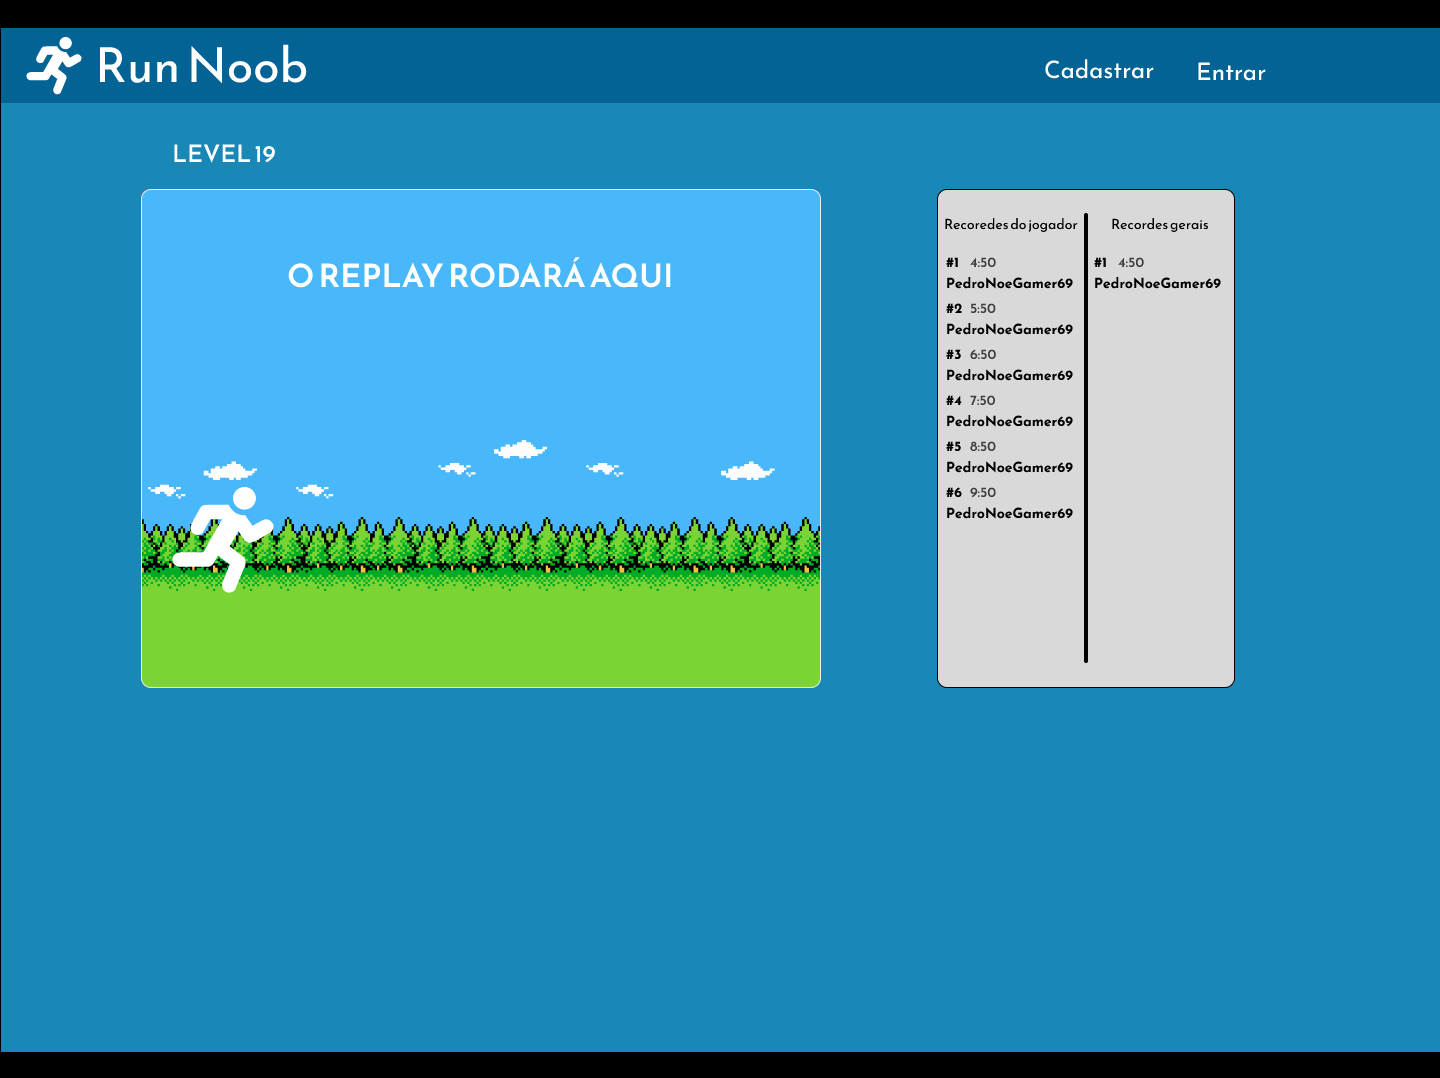 Run Noob
Cadastrar
Entrar
LEVEL 19
O REPLAY RODARÁ AQUI
Recoredes do jogador
#1 4:50
PedroNoeGamer69
#2 5:50
PedroNoeGamer69
#3 6:50
PedroNoeGamer69
#4 7:50
PedroNoeGamer69
#5 8:50
PedroNoeGamer69
#6 9:50
PedroNoeGamer69
Recordes gerais
#1 4:50
PedroNoeGamer69